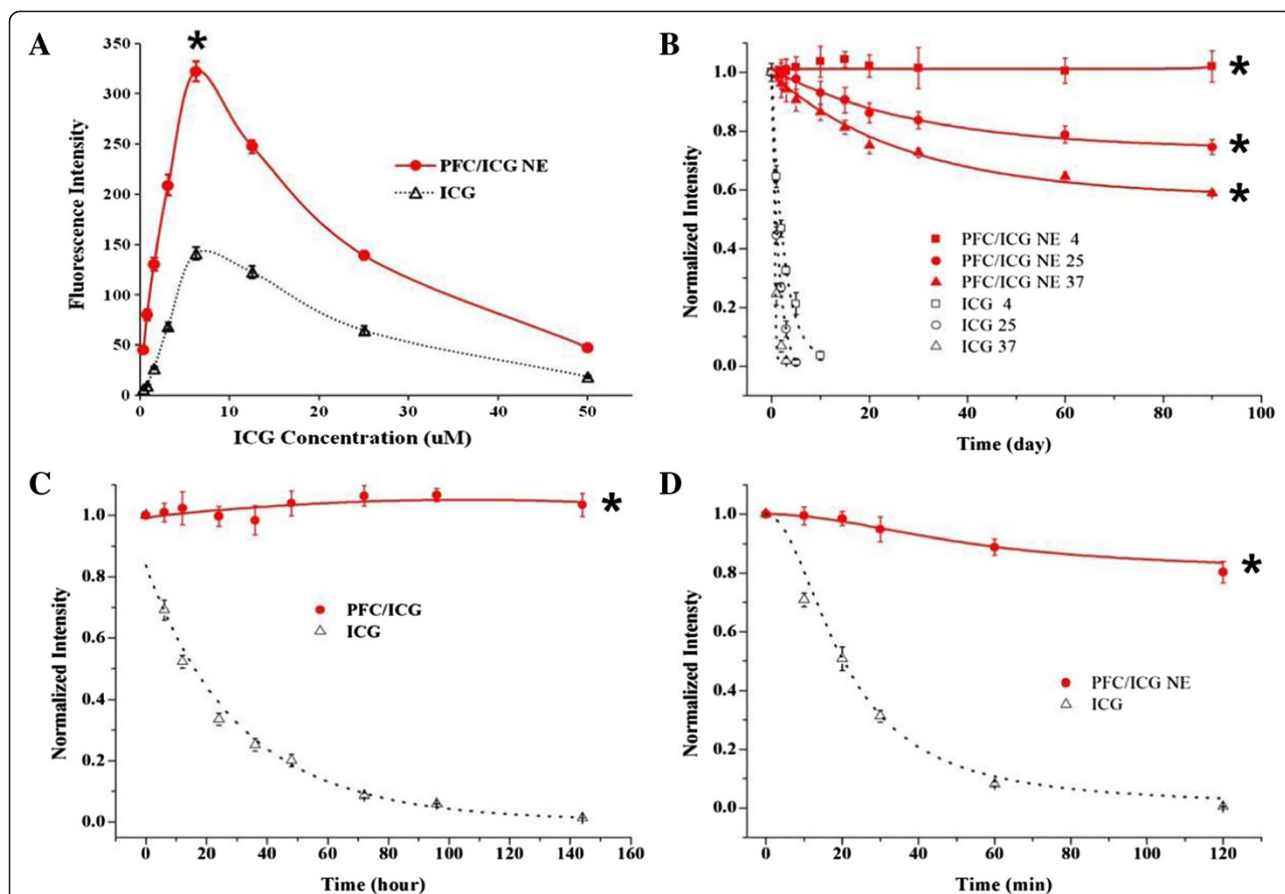 A
*
350
300
250
200
150
100
50
0
Fluorescence Intensity
PFC/ICG NE
ICG
0 10 20 30 40 50
ICG Concentration (uM)
B
1.0
0.8
0.6
0.4
0.2
0.0
Normalized Intensity
*
*
*
PFC/ICG NE 4
PFC/ICG NE 25
PFC/ICG NE 37
ICG 4
ICG 25
ICG 37
0 20 40 60 80 100
Time (day)
C
1.0
0.8
0.6
0.4
0.2
0.0
Normalized Intensity
*
PFC/ICG
ICG
0 20 40 60 80 100 120 140 160
Time (hour)
D
1.0
0.8
0.6
0.4
0.2
0.0
Normalized Intensity
*
PFC/ICG NE
ICG
0 20 40 60 80 100 120
Time (min)